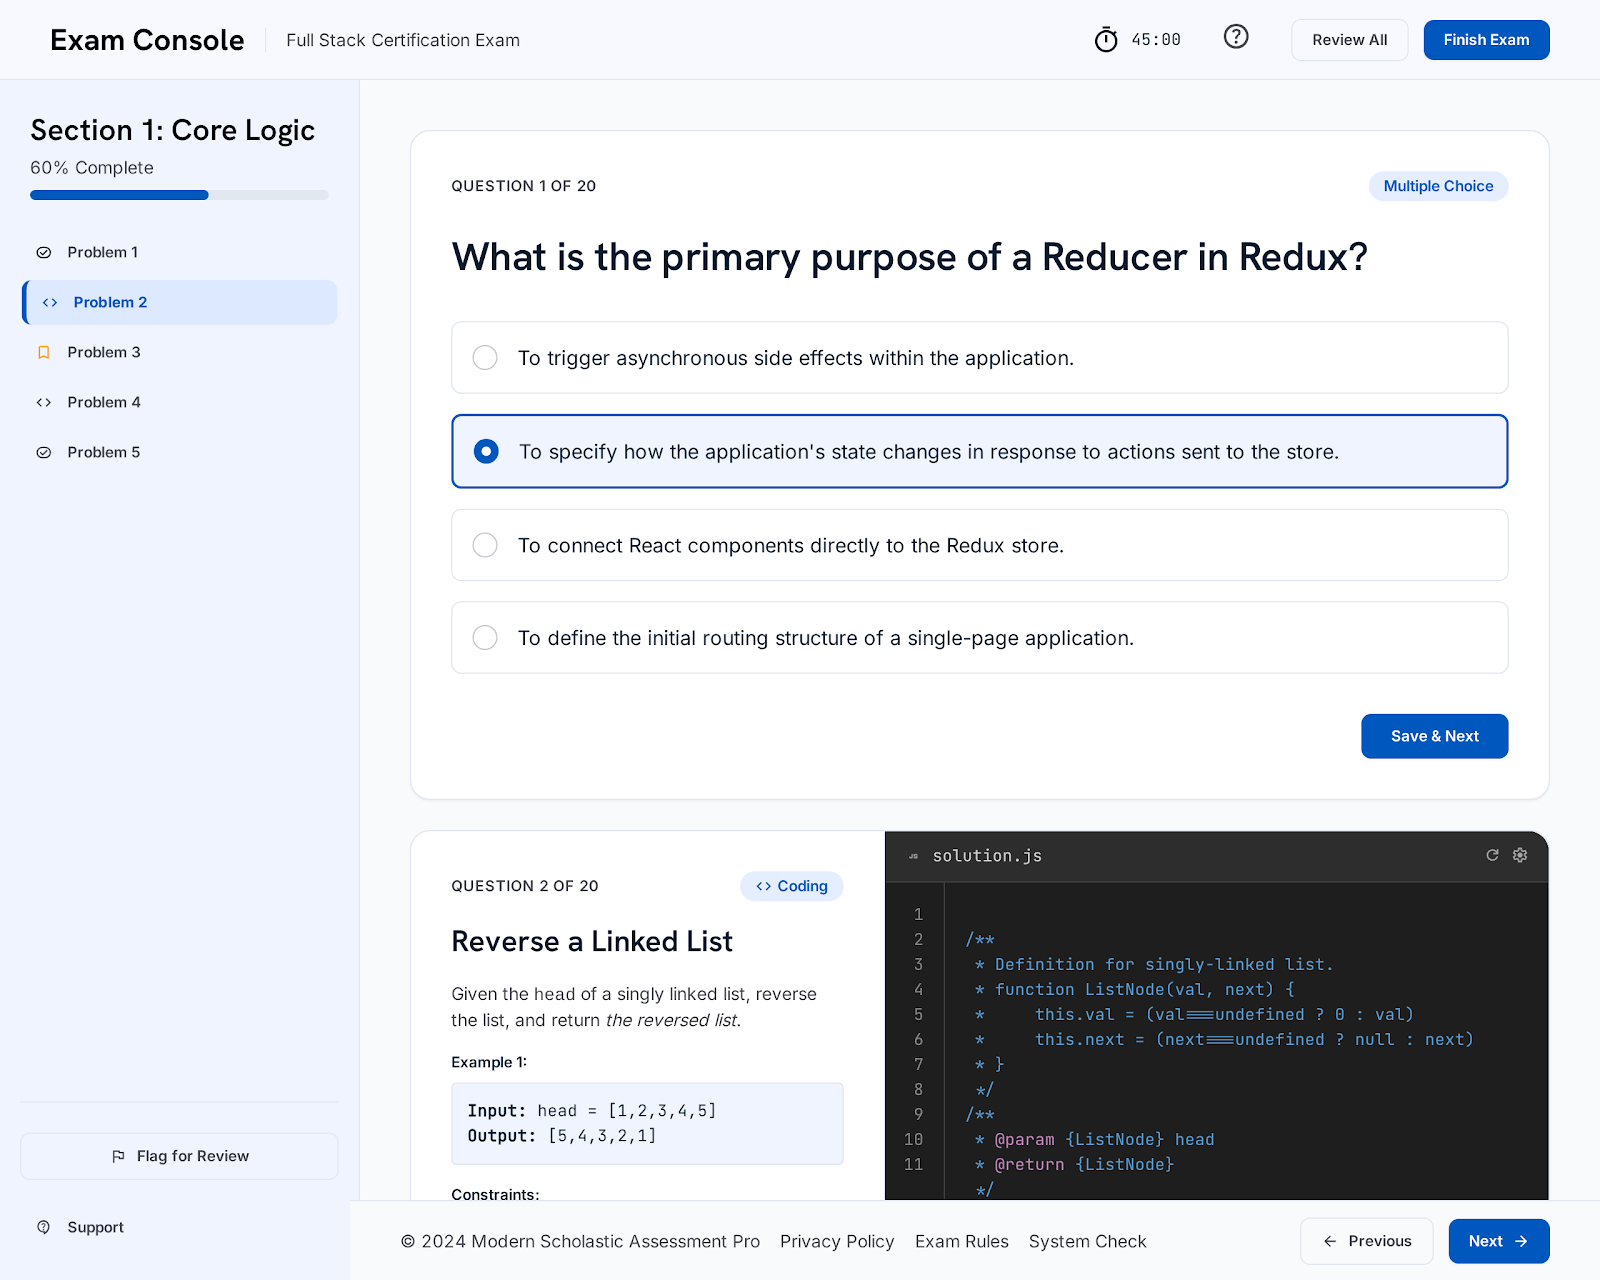 Exam Console
Full Stack Certification Exam
45:00
Review All
Finish Exam
Section 1: Core Logic
60% Complete
Problem 1
Problem 2
Problem 3
Problem 4
Problem 5
Flag for Review
Support
QUESTION 1 OF 20
Multiple Choice
What is the primary purpose of a Reducer in Redux?
To trigger asynchronous side effects within the application.
To specify how the application's state changes in response to actions sent to the store.
To connect React components directly to the Redux store.
To define the initial routing structure of a single-page application.
Save & Next
QUESTION 2 OF 20
<> Coding
Reverse a Linked List
Given the head of a singly linked list, reverse
the list, and return the reversed list.
Example 1:
Input: head = [1,2,3,4,5]
Output: [5,4,3,2,1]
Constraints:
JS solution.js
1
2 /**
3 * Definition for singly-linked list.
4 * function ListNode(val, next) {
5 *     this.val = (val===undefined ? 0 : val)
6 *     this.next = (next===undefined ? null : next)
7 * }
8 */
9 /**
10 * @param {ListNode} head
11 * @return {ListNode}
*/
© 2024 Modern Scholastic Assessment Pro
Privacy Policy
Exam Rules
System Check
← Previous
Next →